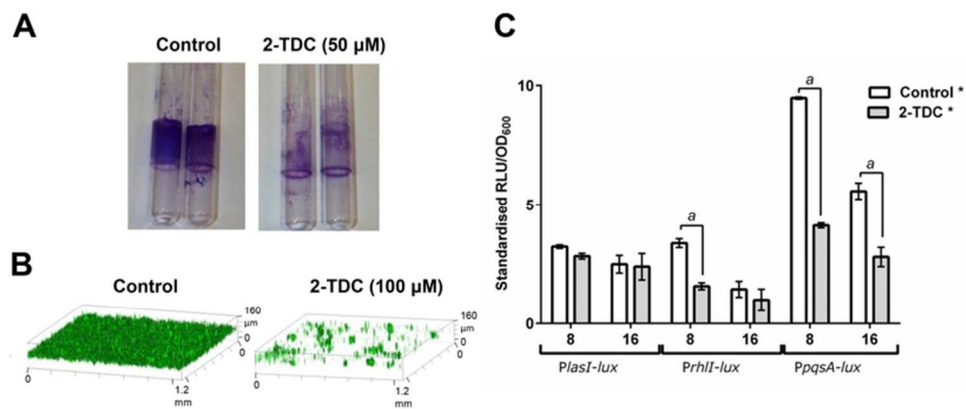 A
Control
2-TDC (50 µM)
B
Control
2-TDC (100 µM)
160
µm
0
0
1.2
mm
160
µm
0
0
1.2
mm
C
Standardised RLU/OD600
10
5
0
a
a
a
Control *
2-TDC *
8
16
8
16
8
16
PlasI-lux
PrhlI-lux
PpqsA-lux